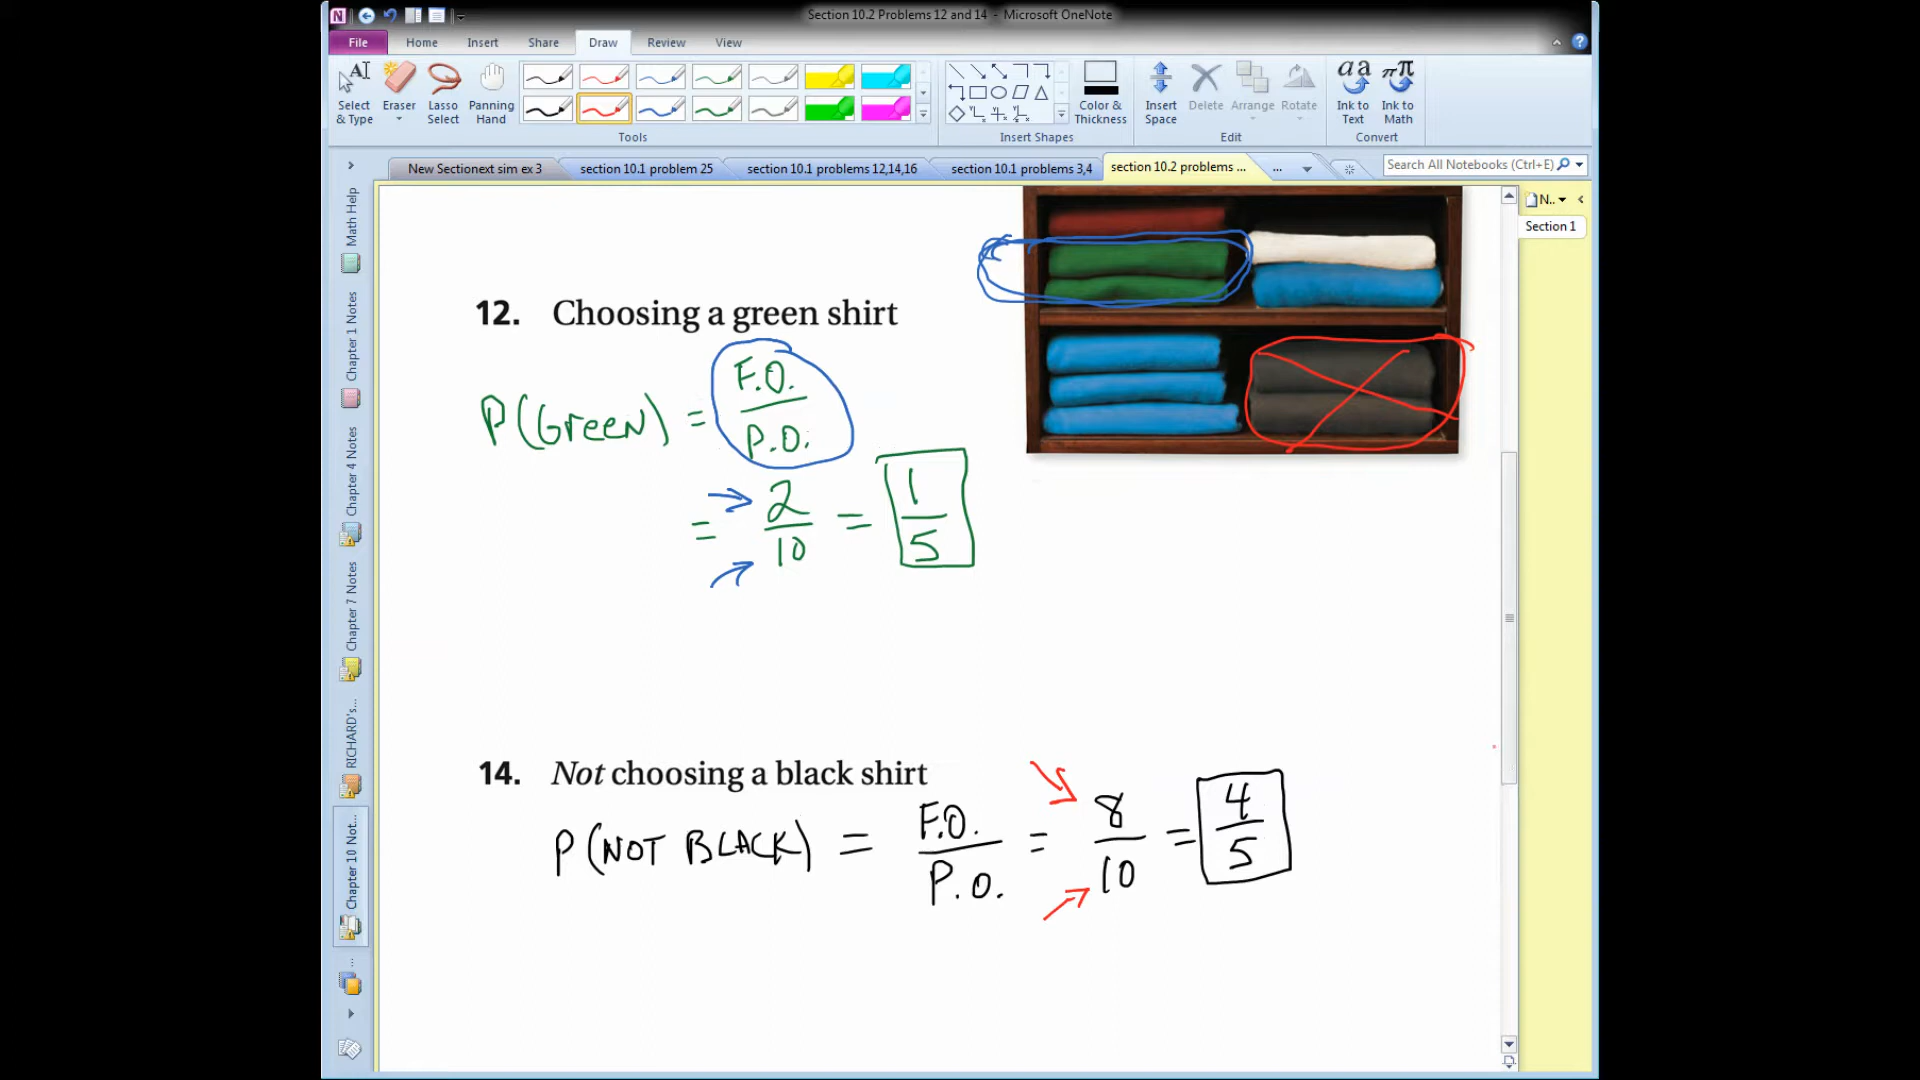 Section 10.2 Problems 12 and 14 - Microsoft OneNote
File Home Insert Share Draw Review View
Select & Type
Eraser
Lasso Select
Panning Hand
Color & Thickness
Insert Space
Delete
Arrange
Rotate
Ink to Text
Ink to Math
Tools
Insert Shapes
Edit
Convert
New Sectionext sim ex 3
section 10.1 problem 25
section 10.1 problems 12,14,16
section 10.1 problems 3,4
section 10.2 problems ...
...
Search All Notebooks (Ctrl+E)
N..
Section 1
Math Help
Chapter 1 Notes
Chapter 4 Notes
Chapter 7 Notes
RICHARD's...
Chapter 10 Not...
12. Choosing a green shirt
P(GreeN) = F.O. / P.O.
= 2/10 = 1/5
14. Not choosing a black shirt
P(NOT BLACK) = F.O. / P.O. = 8/10 = 4/5